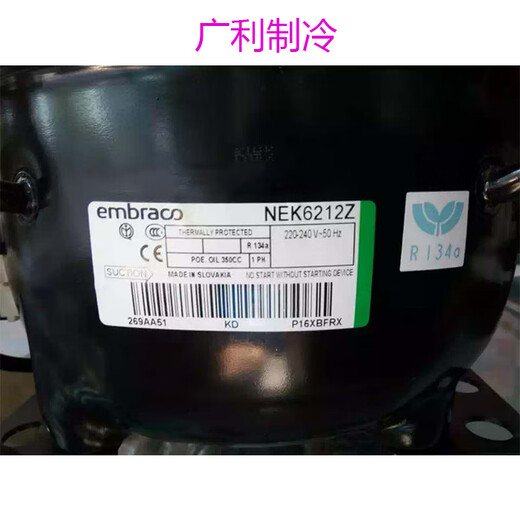 广利制冷
embraco
NEK6212Z
THERMALLY PROTECTED
220-240 V~50 Hz
R 134a
POE. OIL 350CC
1 PH
SUCTION
MADE IN SLOVAKIA
NO START WITHOUT STARTING DEVICE
269AA51
KD
P16XBFRX
R 134a